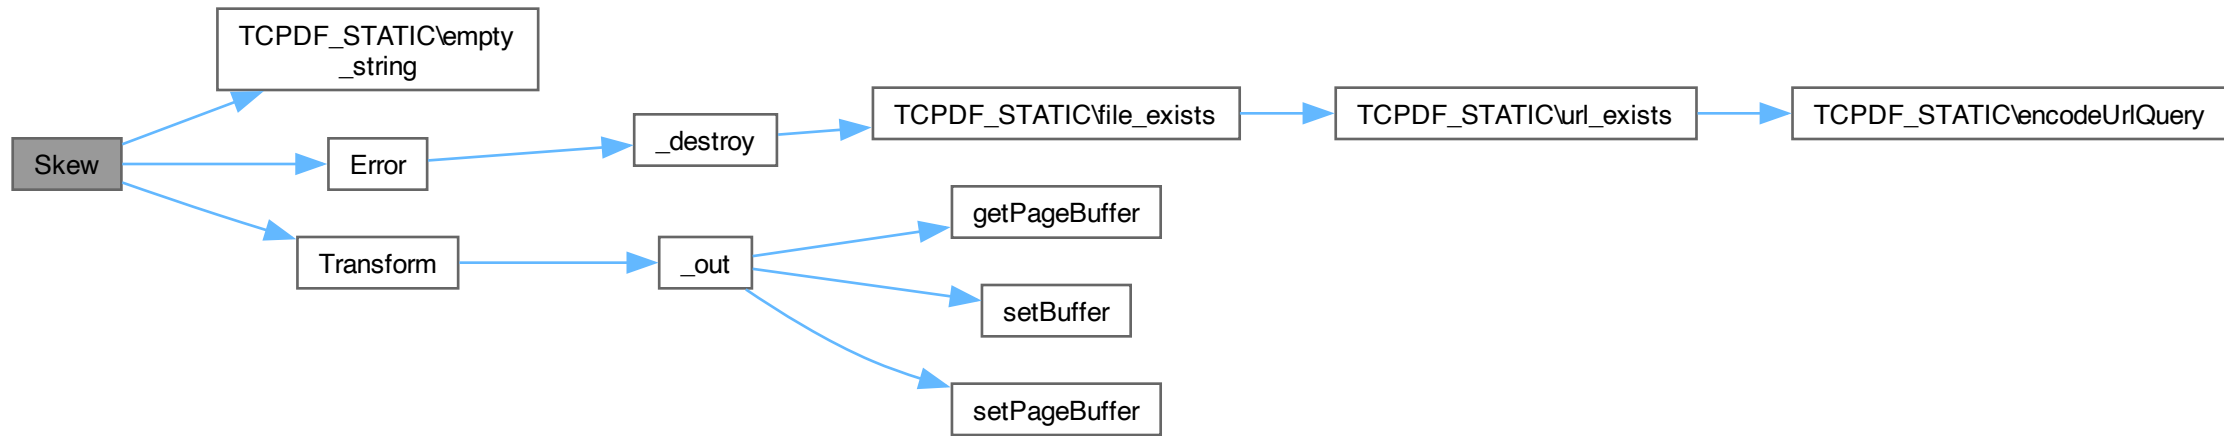 TCPDF_STATIC\empty
_string
Skew
Error
_destroy
TCPDF_STATIC\file_exists
TCPDF_STATIC\url_exists
TCPDF_STATIC\encodeUrlQuery
Transform
_out
getPageBuffer
setBuffer
setPageBuffer